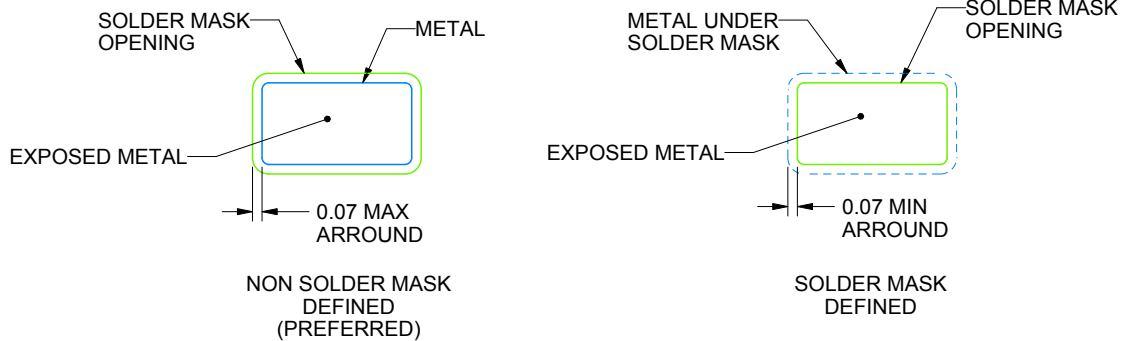 SOLDER MASK
OPENING
METAL
EXPOSED METAL
0.07 MAX
ARROUND
NON SOLDER MASK
DEFINED
(PREFERRED)
METAL UNDER
SOLDER MASK
SOLDER MASK
OPENING
EXPOSED METAL
0.07 MIN
ARROUND
SOLDER MASK
DEFINED